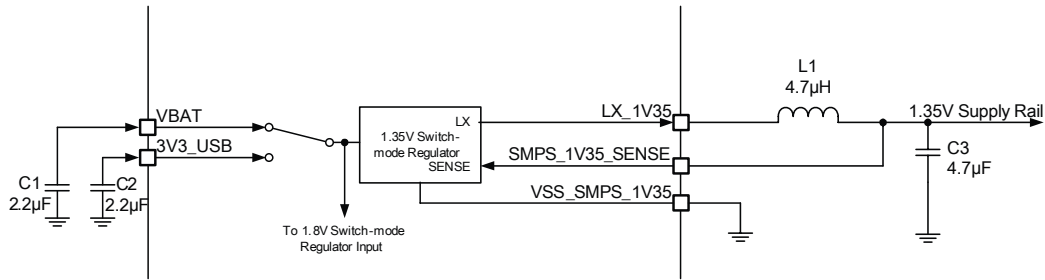 L1
4.7µH
VBAT
LX_1V35
1.35V Supply Rail
LX
1.35V Switch-
mode Regulator
SENSE
3V3_USB
SMPS_1V35_SENSE
C3
4.7µF
C1
2.2µF
C2
2.2µF
VSS_SMPS_1V35
To 1.8V Switch-mode
Regulator Input